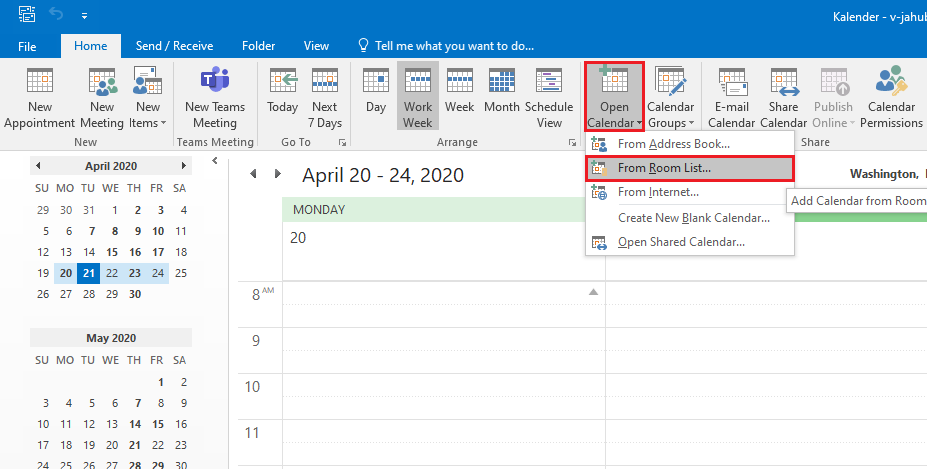 Kalender - v-jahub
File Home Send / Receive Folder View Tell me what you want to do...
New Appointment
New Meeting
New Items
New
New Teams Meeting
Teams Meeting
Today
Next 7 Days
Go To
Day
Work Week
Week
Month
Schedule View
Arrange
Open Calendar
Calendar Groups
E-mail Calendar
Share Calendar
Publish Online
Calendar Permissions
Share
From Address Book...
From Room List...
From Internet...
Create New Blank Calendar...
Open Shared Calendar...
Add Calendar from Room
April 2020
SU MO TU WE TH FR SA
29 30 31 1 2 3 4
5 6 7 8 9 10 11
12 13 14 15 16 17 18
19 20 21 22 23 24 25
26 27 28 29 30
May 2020
SU MO TU WE TH FR SA
1 2
3 4 5 6 7 8 9
10 11 12 13 14 15 16
17 18 19 20 21 22 23
24 25 26 27 28 29 30
April 20 - 24, 2020
Washington,
MONDAY
20
8 AM
9
10
11